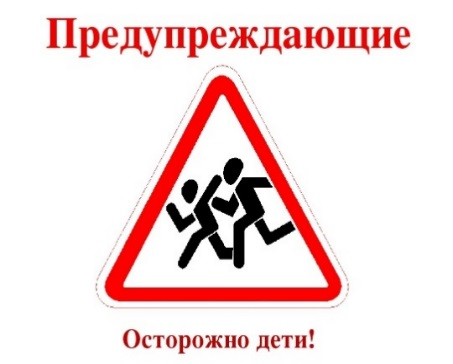 Предупреждающие
Осторожно дети!